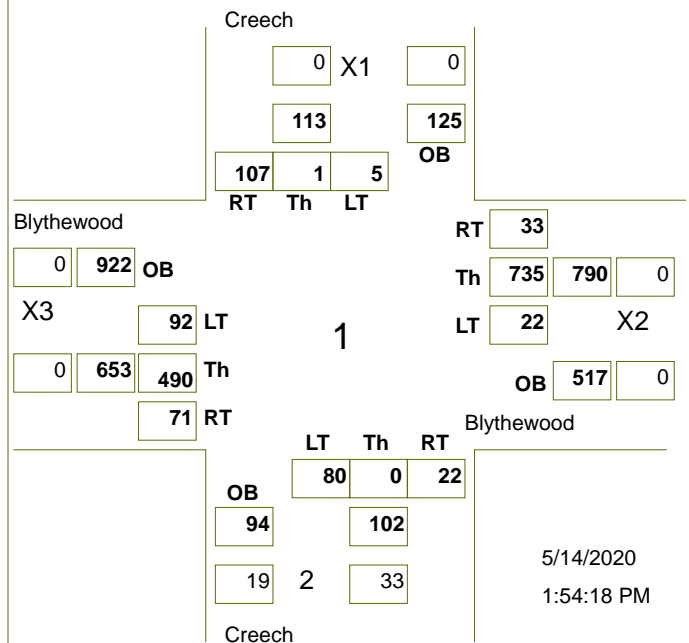 Creech
0 X1 0
113 125
OB
107 1 5
RT Th LT
Blythewood
RT 33
0 922 OB
Th 735 790 0
X3
92 LT
1
LT 22 X2
0 653 490 Th
OB 517 0
71 RT
Blythewood
LT Th RT
80 0 22
OB
94 102
5/14/2020
19 2 33
1:54:18 PM
Creech